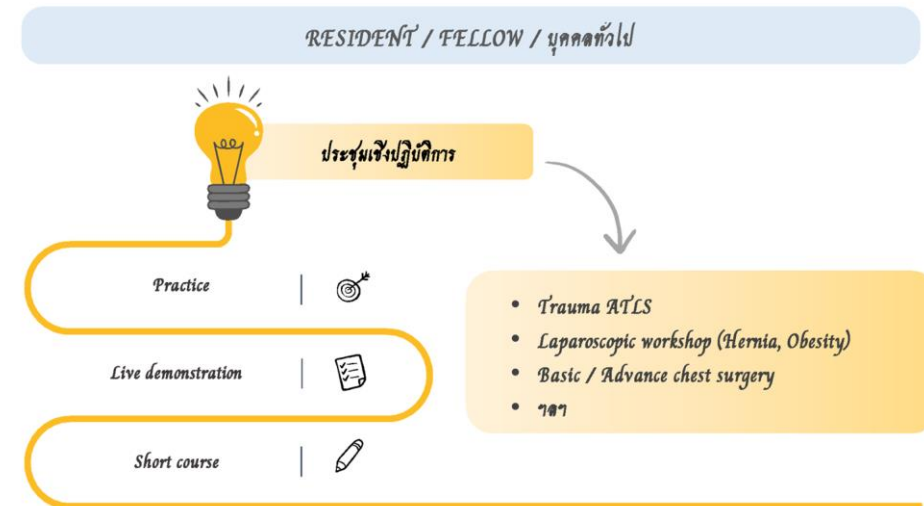 RESIDENT / FELLOW / บุคคลทั่วไป
ประชุมเชิงปฏิบัติการ
Practice
Live demonstration
Short course
• Trauma ATLS
• Laparoscopic workshop (Hernia, Obesity)
• Basic / Advance chest surgery
• ฯลฯ